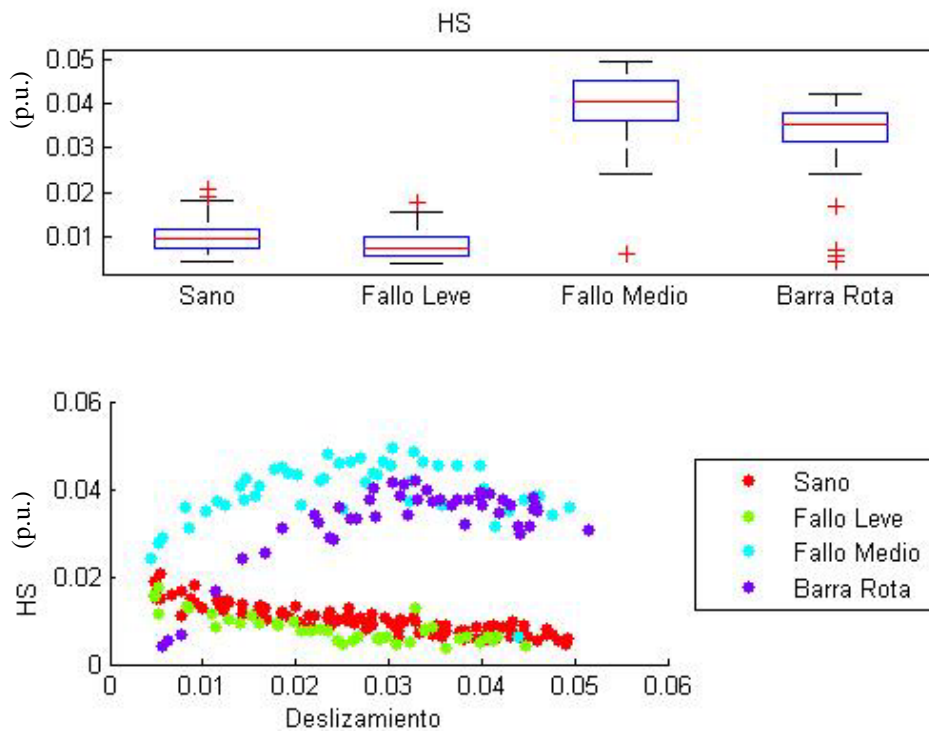 HS
(p.u.)
0.05
0.04
0.03
0.02
0.01
Sano Fallo Leve Fallo Medio Barra Rota
HS (p.u.)
0.06
0.04
0.02
0
0 0.01 0.02 0.03 0.04 0.05 0.06
Deslizamiento
Sano
Fallo Leve
Fallo Medio
Barra Rota